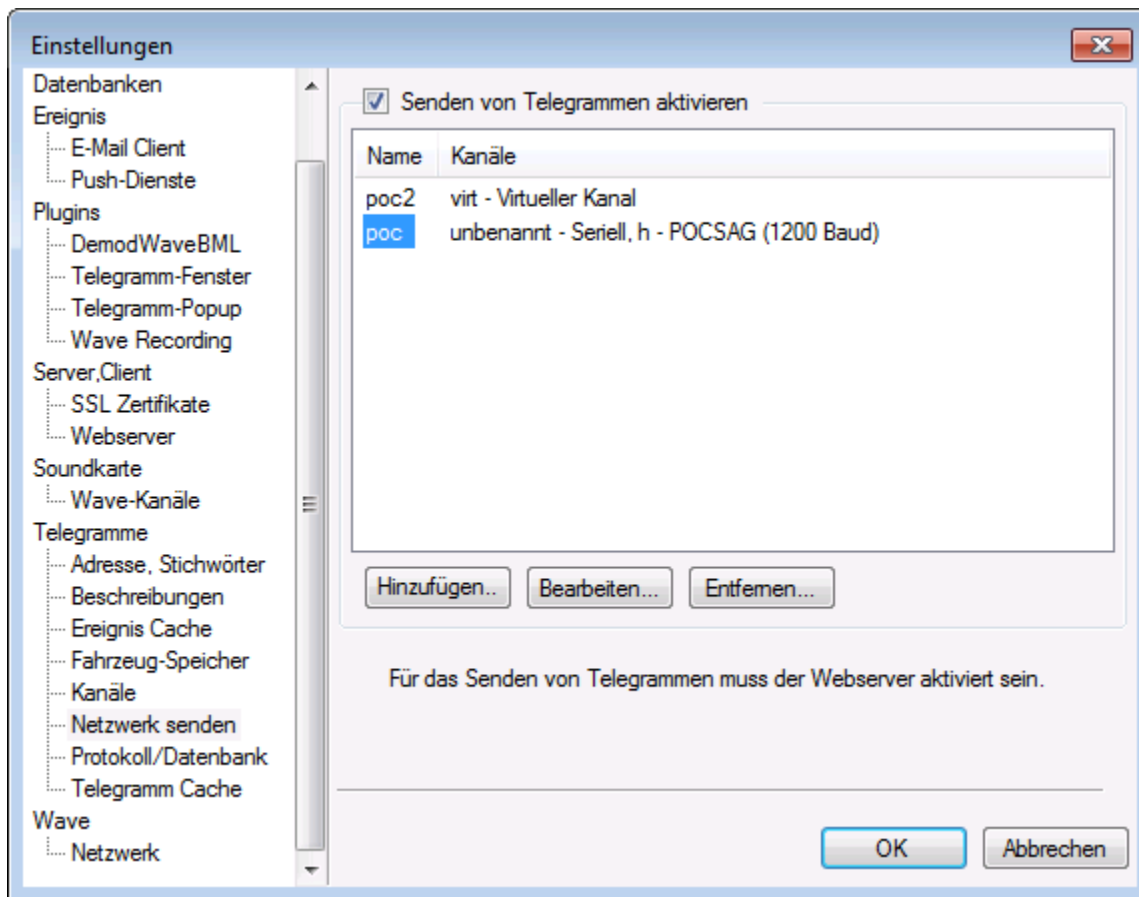 Einstellungen
Datenbanken
Ereignis
E-Mail Client
Push-Dienste
Plugins
DemodWaveBML
Telegramm-Fenster
Telegramm-Popup
Wave Recording
Server,Client
SSL Zertifikate
Webserver
Soundkarte
Wave-Kanäle
Telegramme
Adresse, Stichwörter
Beschreibungen
Ereignis Cache
Fahrzeug-Speicher
Kanäle
Netzwerk senden
Protokoll/Datenbank
Telegramm Cache
Wave
Netzwerk
Senden von Telegrammen aktivieren
Name Kanäle
poc2 virt - Virtueller Kanal
poc unbenannt - Seriell, h - POCSAG (1200 Baud)
Hinzufügen.. Bearbeiten... Entfernen...
Für das Senden von Telegrammen muss der Webserver aktiviert sein.
OK Abbrechen